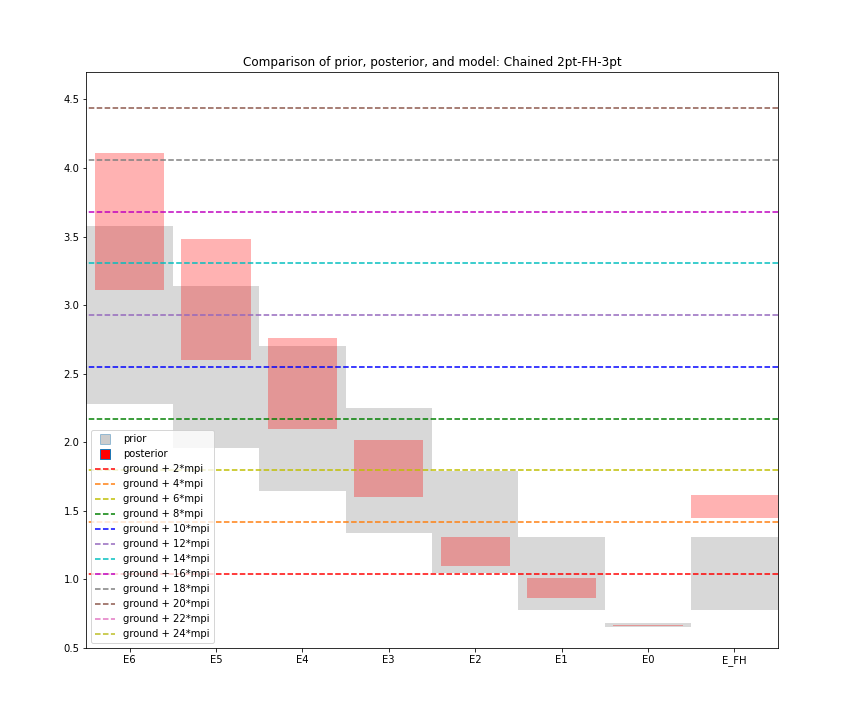 Comparison of prior, posterior, and model: Chained 2pt-FH-3pt
4.5
4.0
3.5
3.0
2.5
2.0
1.5
1.0
0.5
prior
posterior
ground + 2*mpi
ground + 4*mpi
ground + 6*mpi
ground + 8*mpi
ground + 10*mpi
ground + 12*mpi
ground + 14*mpi
ground + 16*mpi
ground + 18*mpi
ground + 20*mpi
ground + 22*mpi
ground + 24*mpi
E6 E5 E4 E3 E2 E1 E0 E_FH